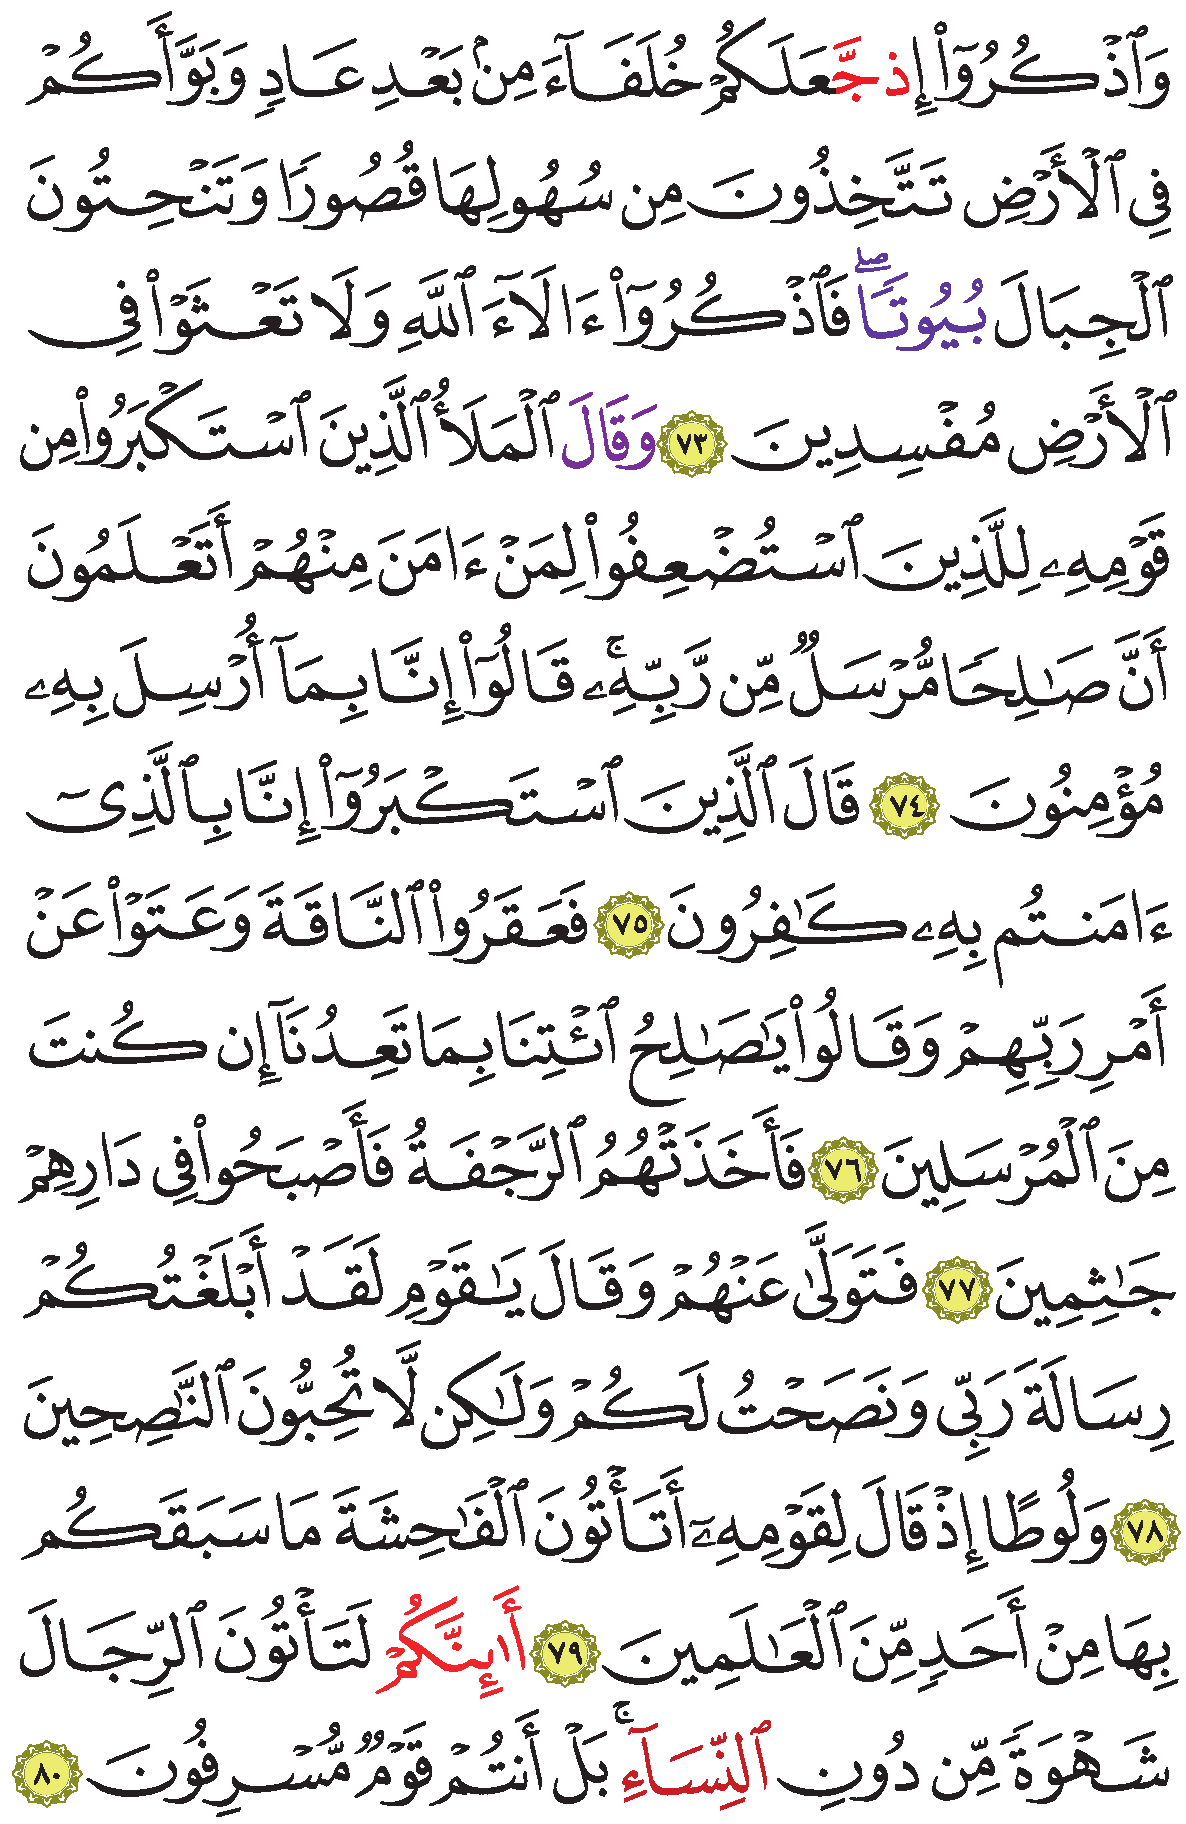 وَٱذْكُرُوٓا۟ إِذ جَّعَلَكُمْ خُلَفَآءَ مِنۢ بَعْدِ عَادٍ وَبَوَّأَكُمْ
فِى ٱلْأَرْضِ تَتَّخِذُونَ مِن سُهُولِهَا قُصُورًا وَتَنْحِتُونَ
ٱلْجِبَالَ بُيُوتًا ۖ فَٱذْكُرُوٓا۟ ءَالَآءَ ٱللَّهِ وَلَا تَعْثَوْا۟ فِى
ٱلْأَرْضِ مُفْسِدِينَ ٧٣ وَقَالَ ٱلْمَلَأُ ٱلَّذِينَ ٱسْتَكْبَرُوا۟ مِن
قَوْمِهِۦ لِلَّذِينَ ٱسْتُضْعِفُوا۟ لِمَنْ ءَامَنَ مِنْهُمْ أَتَعْلَمُونَ
أَنَّ صَـٰلِحًا مُّرْسَلٌ مِّن رَّبِّهِۦ ۚ قَالُوٓا۟ إِنَّا بِمَآ أُرْسِلَ بِهِۦ
مُؤْمِنُونَ ٧٤ قَالَ ٱلَّذِينَ ٱسْتَكْبَرُوٓا۟ إِنَّا بِٱلَّذِىٓ
ءَامَنتُم بِهِۦ كَـٰفِرُونَ ٧٥ فَعَقَرُوا۟ ٱلنَّاقَةَ وَعَتَوْا۟ عَنْ
أَمْرِ رَبِّهِمْ وَقَالُوا۟ يَـٰصَـٰلِحُ ٱئْتِنَا بِمَا تَعِدُنَآ إِن كُنتَ
مِنَ ٱلْمُرْسَلِينَ ٧٦ فَأَخَذَتْهُمُ ٱلرَّجْفَةُ فَأَصْبَحُوا۟ فِى دَارِهِمْ
جَـٰثِمِينَ ٧٧ فَتَوَلَّىٰ عَنْهُمْ وَقَالَ يَـٰقَوْمِ لَقَدْ أَبْلَغْتُكُمْ
رِسَالَةَ رَبِّى وَنَصَحْتُ لَكُمْ وَلَـٰكِن لَّا تُحِبُّونَ ٱلنَّـٰصِحِينَ
٧٨ وَلُوطًا إِذْ قَالَ لِقَوْمِهِۦٓ أَتَأْتُونَ ٱلْفَـٰحِشَةَ مَا سَبَقَكُم
بِهَا مِنْ أَحَدٍ مِّنَ ٱلْعَـٰلَمِينَ ٧٩ أَا۟ئِنَّكُمْ لَتَأْتُونَ ٱلرِّجَالَ
شَهْوَةً مِّن دُونِ ٱلنِّسَآءِ ۚ بَلْ أَنتُمْ قَوْمٌ مُّسْرِفُونَ ٨٠